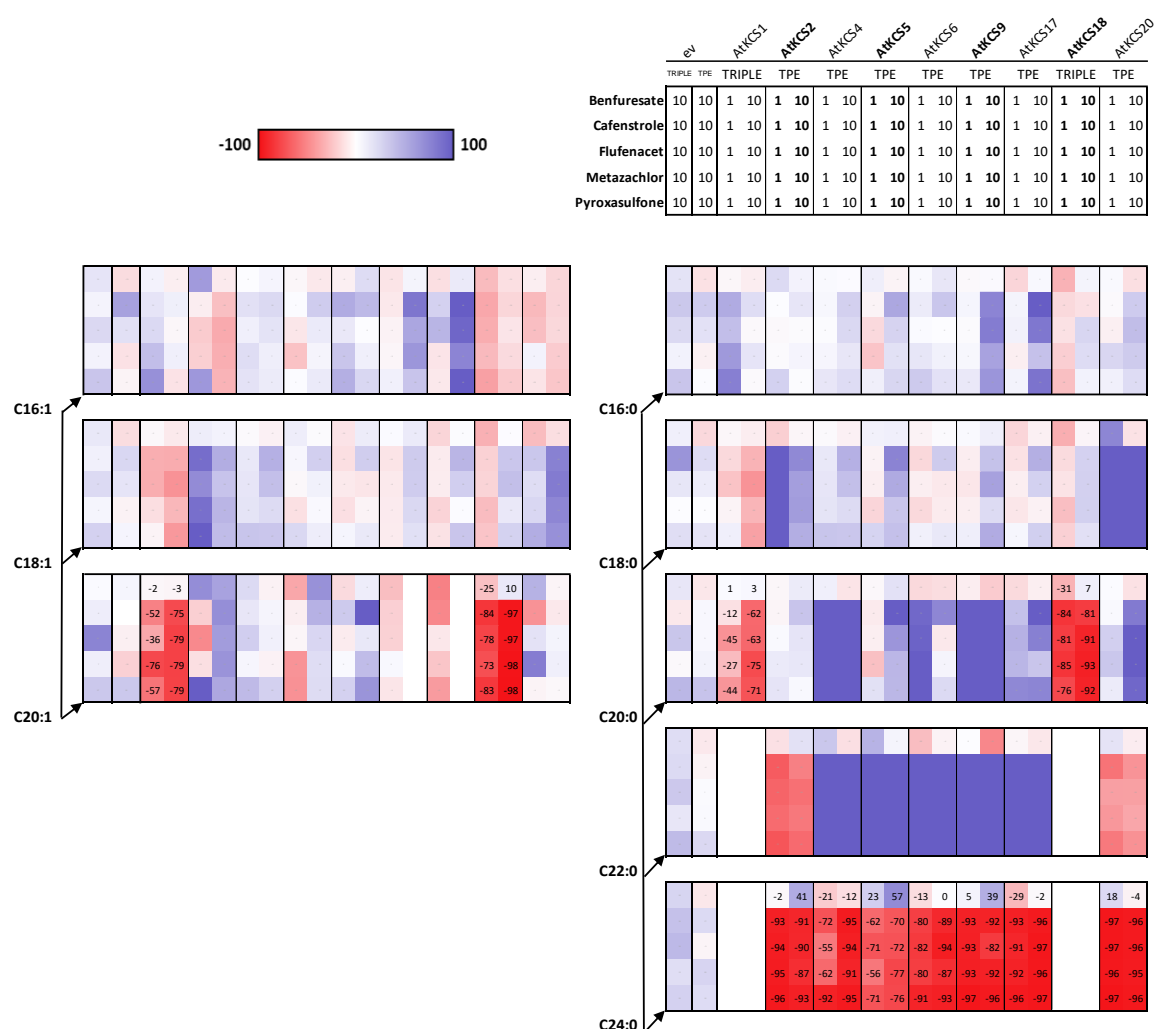 ev AtKCS1 AtKCS2 AtKCS4 AtKCS5 AtKCS6 AtKCS9 AtKCS17 AtKCS18 AtKCS20
TRIPLE TPE TRIPLE TPE TPE TPE TPE TPE TPE TRIPLE TPE
Benfuresate 10 10 1 10 1 10 1 10 1 10 1 10 1 10 1 10 1 10 1 10
Cafenstrole 10 10 1 10 1 10 1 10 1 10 1 10 1 10 1 10 1 10 1 10
Flufenacet 10 10 1 10 1 10 1 10 1 10 1 10 1 10 1 10 1 10 1 10
Metazachlor 10 10 1 10 1 10 1 10 1 10 1 10 1 10 1 10 1 10 1 10
Pyroxasulfone 10 10 1 10 1 10 1 10 1 10 1 10 1 10 1 10 1 10 1 10
-100 100
C16:1
C16:0
C18:1
C18:0
-2 -3 -25 10
-52 -75 -84 -97
-36 -79 -78 -97
-76 -79 -73 -98
-57 -79 -83 -98
C20:1
1 3 -31 7
-12 -62 -84 -81
-45 -63 -81 -91
-27 -75 -85 -93
-44 -71 -76 -92
C20:0
C22:0
-2 41 -21 -12 23 57 -13 0 5 39 -29 -2 18 -4
-93 -91 -72 -95 -62 -70 -80 -89 -93 -92 -93 -96 -97 -96
-94 -90 -55 -94 -71 -72 -82 -94 -93 -82 -91 -97 -97 -96
-95 -87 -62 -91 -56 -77 -80 -87 -93 -92 -92 -96 -96 -95
-96 -93 -92 -95 -71 -76 -91 -93 -97 -96 -96 -97 -97 -96
C24:0